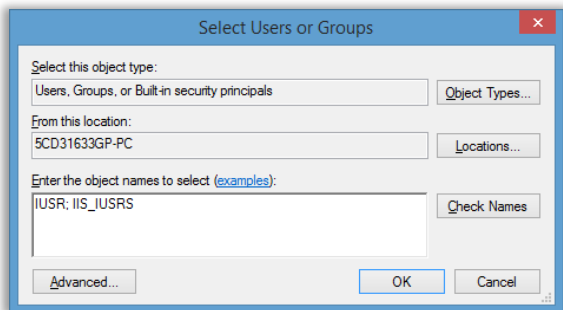 Select Users or Groups
Select this object type:
Users, Groups, or Built-in security principals
Object Types...
From this location:
5CD31633GP-PC
Locations...
Enter the object names to select (examples):
IUSR; IIS_IUSRS
Check Names
Advanced...
OK
Cancel